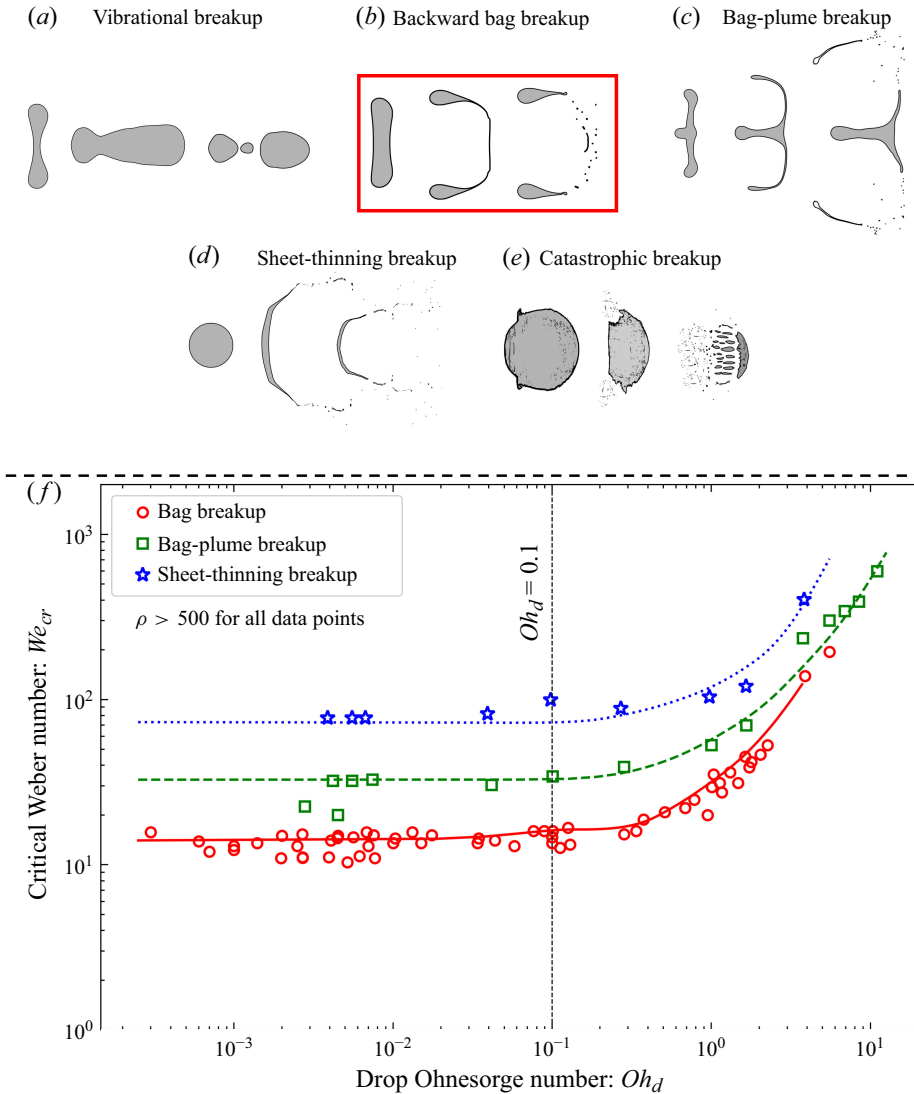 (a) Vibrational breakup
(b) Backward bag breakup
(c) Bag-plume breakup
(d) Sheet-thinning breakup
(e) Catastrophic breakup
(f)
Bag breakup
Bag-plume breakup
Sheet-thinning breakup
ρ > 500 for all data points
Oh_d = 0.1
Critical Weber number: We_cr
10^3
10^2
10^1
10^0
10^−3
10^−2
10^−1
10^0
10^1
Drop Ohnesorge number: Oh_d